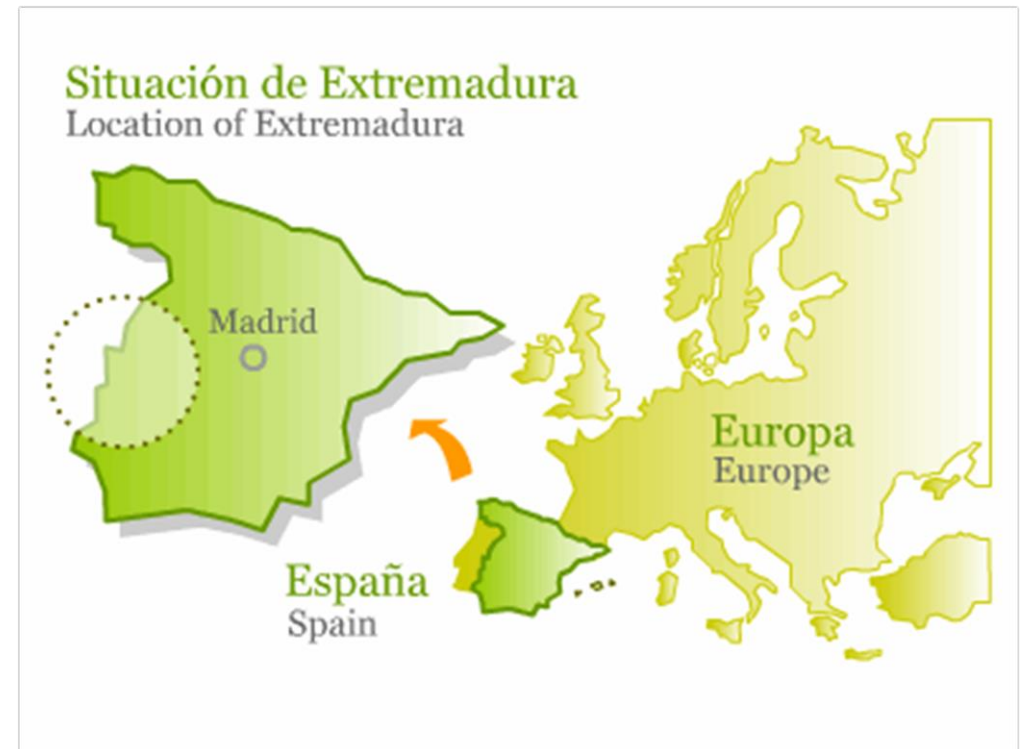 Situación de Extremadura
Location of Extremadura
Madrid
Europa
Europe
España
Spain